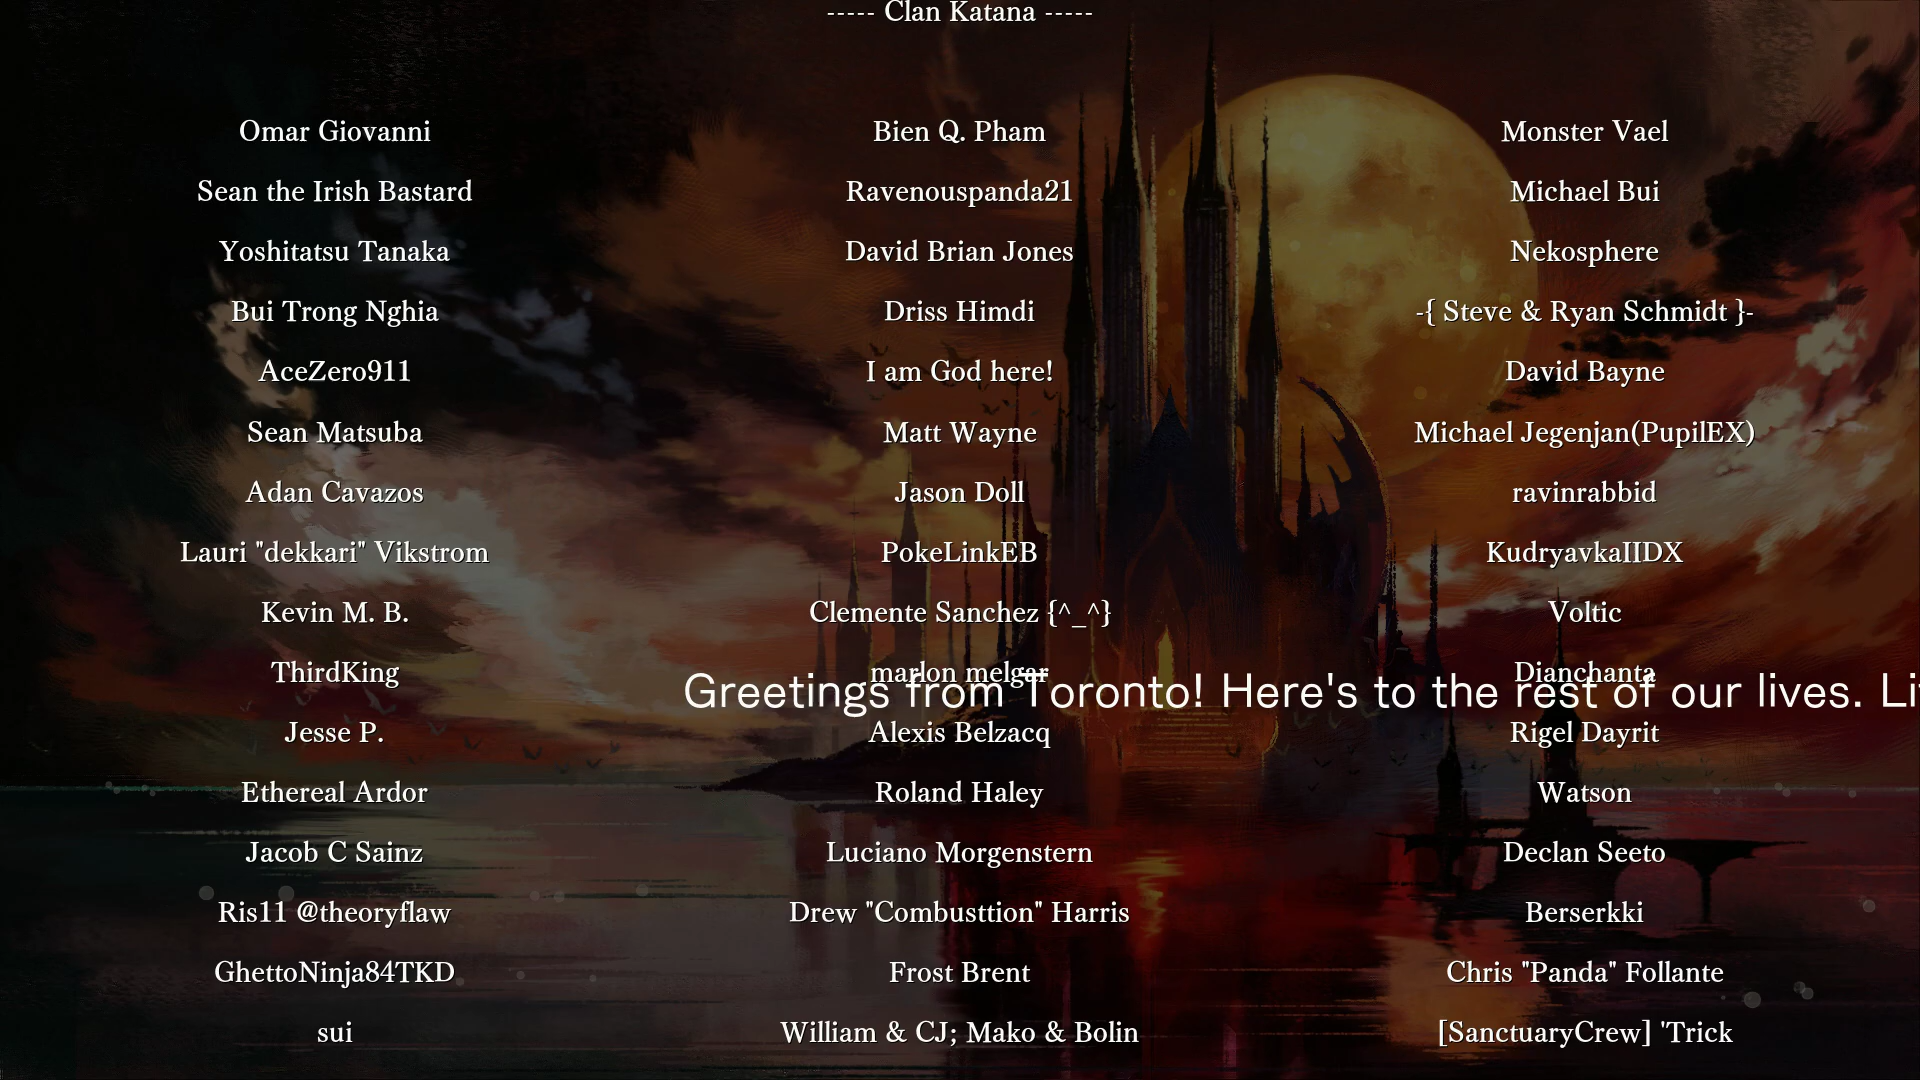 ----- Clan Katana -----
Omar Giovanni
Bien Q. Pham
Monster Vael
Sean the Irish Bastard
Ravenouspanda21
Michael Bui
Yoshitatsu Tanaka
David Brian Jones
Nekosphere
Bui Trong Nghia
Driss Himdi
-{ Steve & Ryan Schmidt }-
AceZero911
I am God here!
David Bayne
Sean Matsuba
Matt Wayne
Michael Jegenjan(PupilEX)
Adan Cavazos
Jason Doll
ravinrabbid
Lauri "dekkari" Vikstrom
PokeLinkEB
KudryavkaIIDX
Kevin M. B.
Clemente Sanchez {^_^}
Voltic
ThirdKing
marlon melgar
Dianchanta
Greetings from Toronto! Here's to the rest of our lives. Li
Jesse P.
Alexis Belzacq
Rigel Dayrit
Ethereal Ardor
Roland Haley
Watson
Jacob C Sainz
Luciano Morgenstern
Declan Seeto
Ris11 @theoryflaw
Drew "Combusttion" Harris
Berserkki
GhettoNinja84TKD
Frost Brent
Chris "Panda" Follante
sui
William & CJ; Mako & Bolin
[SanctuaryCrew] 'Trick